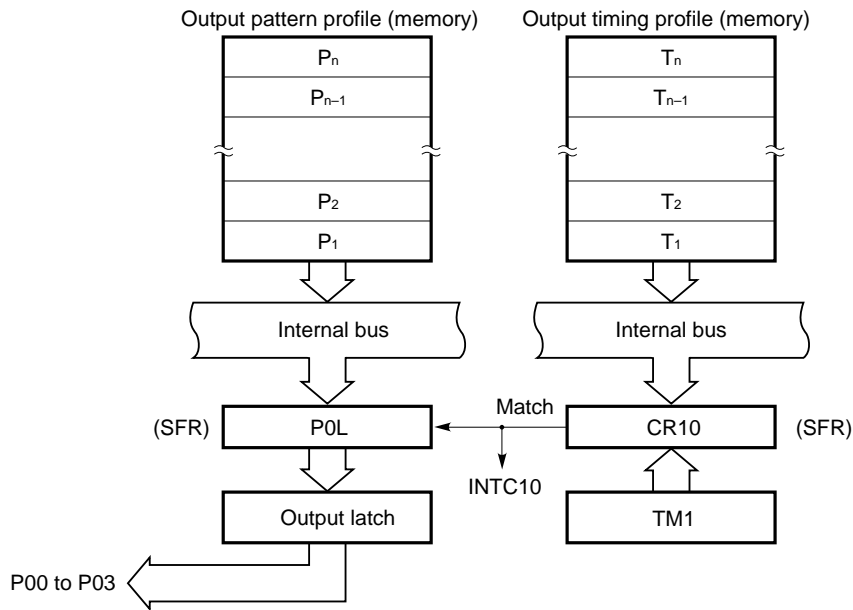 Output pattern profile (memory)
Output timing profile (memory)
Pn
Tn
Pn–1
Tn–1
P2
T2
P1
T1
Internal bus
Internal bus
Match
(SFR)
P0L
CR10
(SFR)
INTC10
Output latch
TM1
P00 to P03